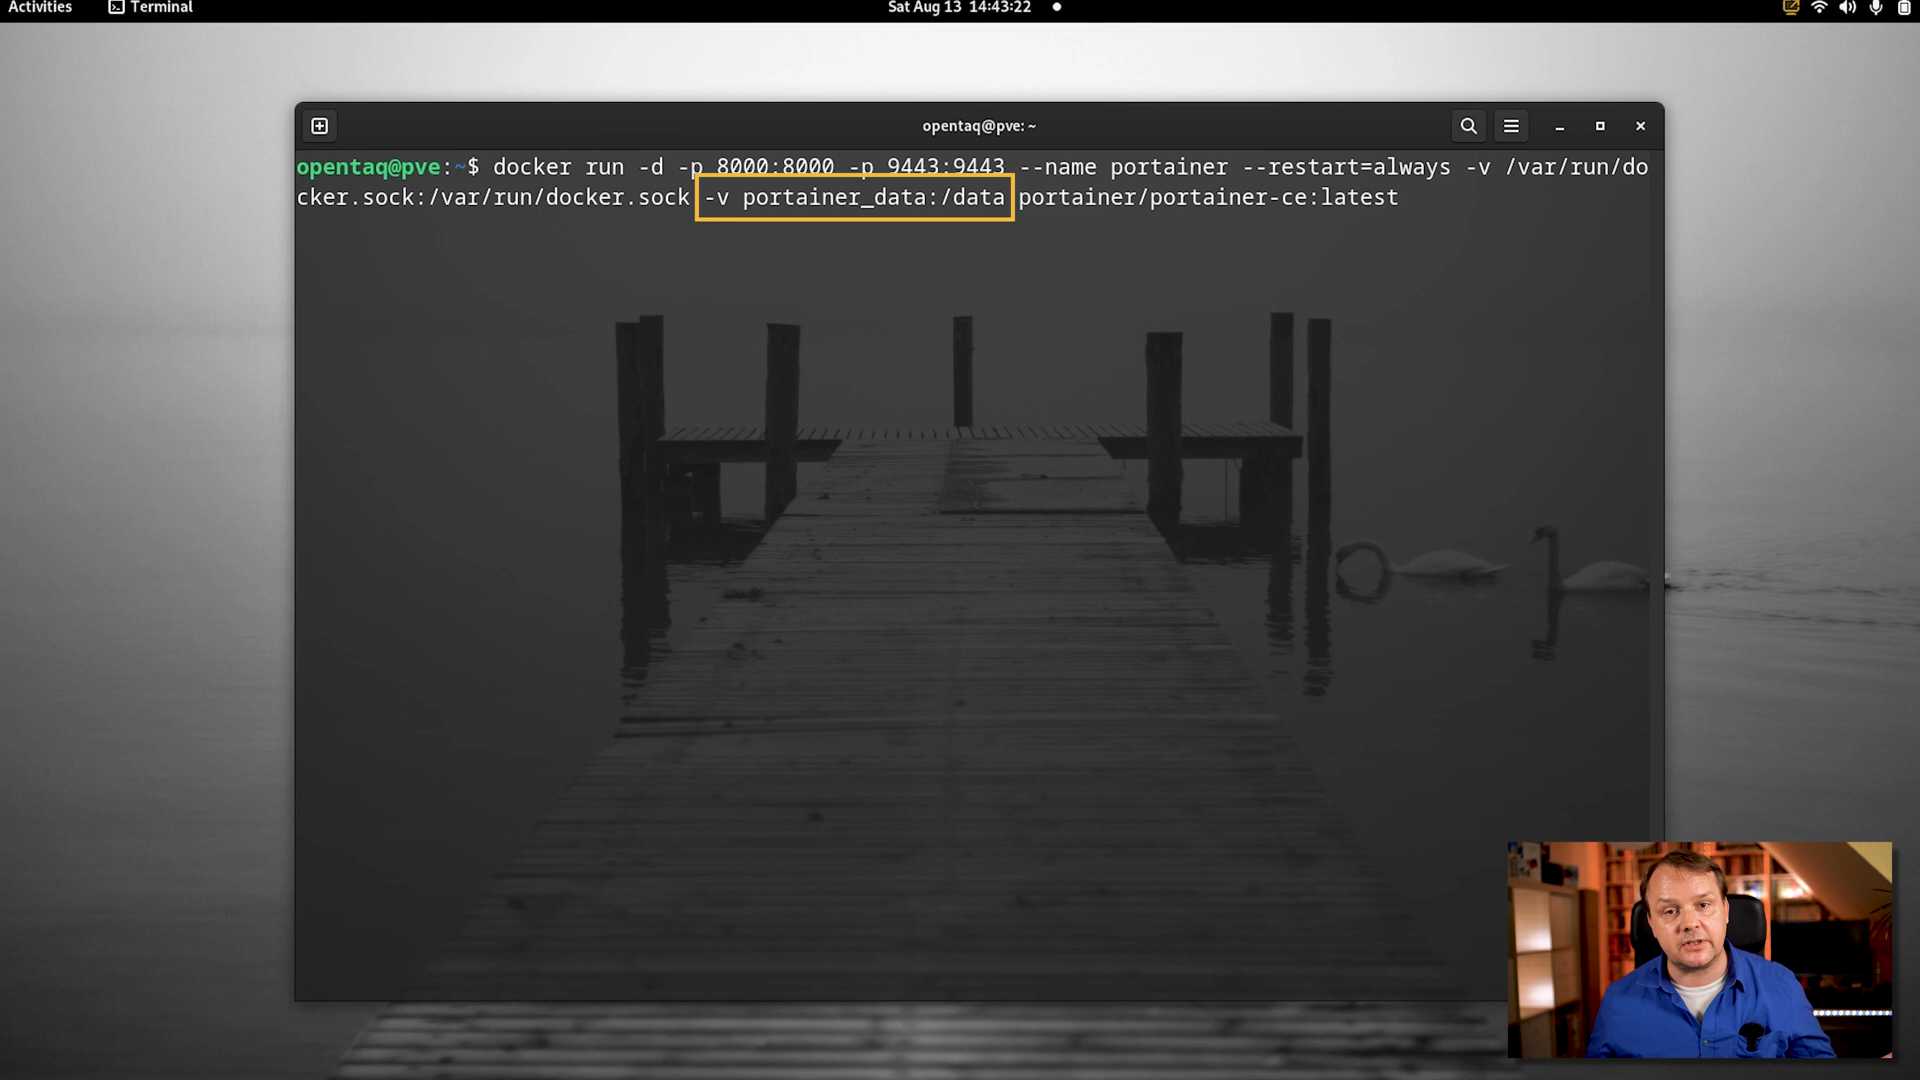 Activities Terminal Sat Aug 13 14:43:22
opentaq@pve: ~
opentaq@pve:~$ docker run -d -p 8000:8000 -p 9443:9443 --name portainer --restart=always -v /var/run/do
cker.sock:/var/run/docker.sock -v portainer_data:/data portainer/portainer-ce:latest